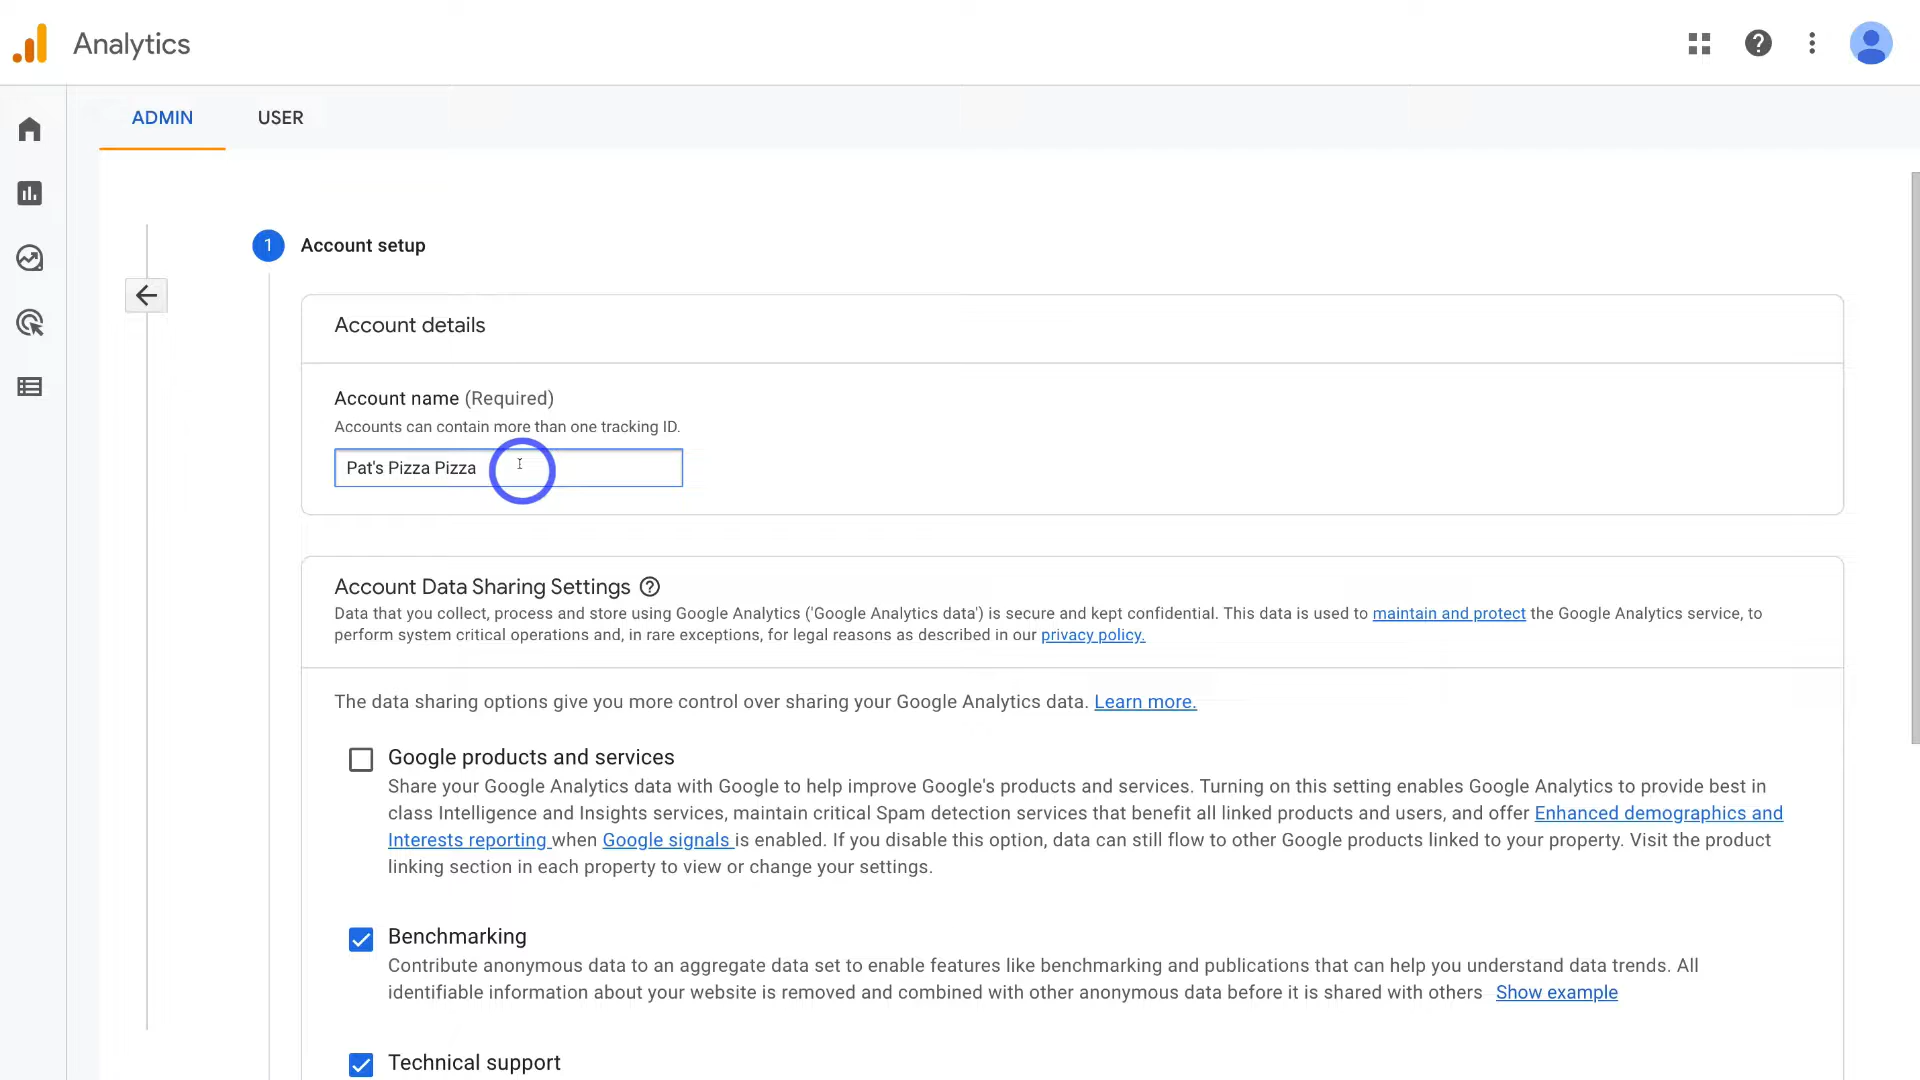 Analytics
ADMIN
USER
1
Account setup
Account details
Account name (Required)
Accounts can contain more than one tracking ID.
Pat's Pizza Pizza
Account Data Sharing Settings ?
Data that you collect, process and store using Google Analytics ('Google Analytics data') is secure and kept confidential. This data is used to maintain and protect the Google Analytics service, to
perform system critical operations and, in rare exceptions, for legal reasons as described in our privacy policy.
The data sharing options give you more control over sharing your Google Analytics data. Learn more.
Google products and services
Share your Google Analytics data with Google to help improve Google's products and services. Turning on this setting enables Google Analytics to provide best in
class Intelligence and Insights services, maintain critical Spam detection services that benefit all linked products and users, and offer Enhanced demographics and
Interests reporting when Google signals is enabled. If you disable this option, data can still flow to other Google products linked to your property. Visit the product
linking section in each property to view or change your settings.
Benchmarking
Contribute anonymous data to an aggregate data set to enable features like benchmarking and publications that can help you understand data trends. All
identifiable information about your website is removed and combined with other anonymous data before it is shared with others Show example
Technical support